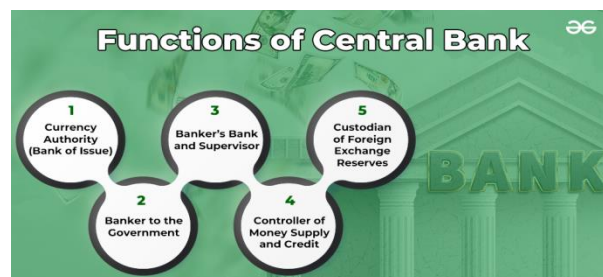 Functions of Central Bank
1
Currency
Authority
(Bank of Issue)
2
Banker to the
Government
3
Banker's Bank
and Supervisor
4
Controller of
Money Supply
and Credit
5
Custodian
of Foreign
Exchange
Reserves
BANK